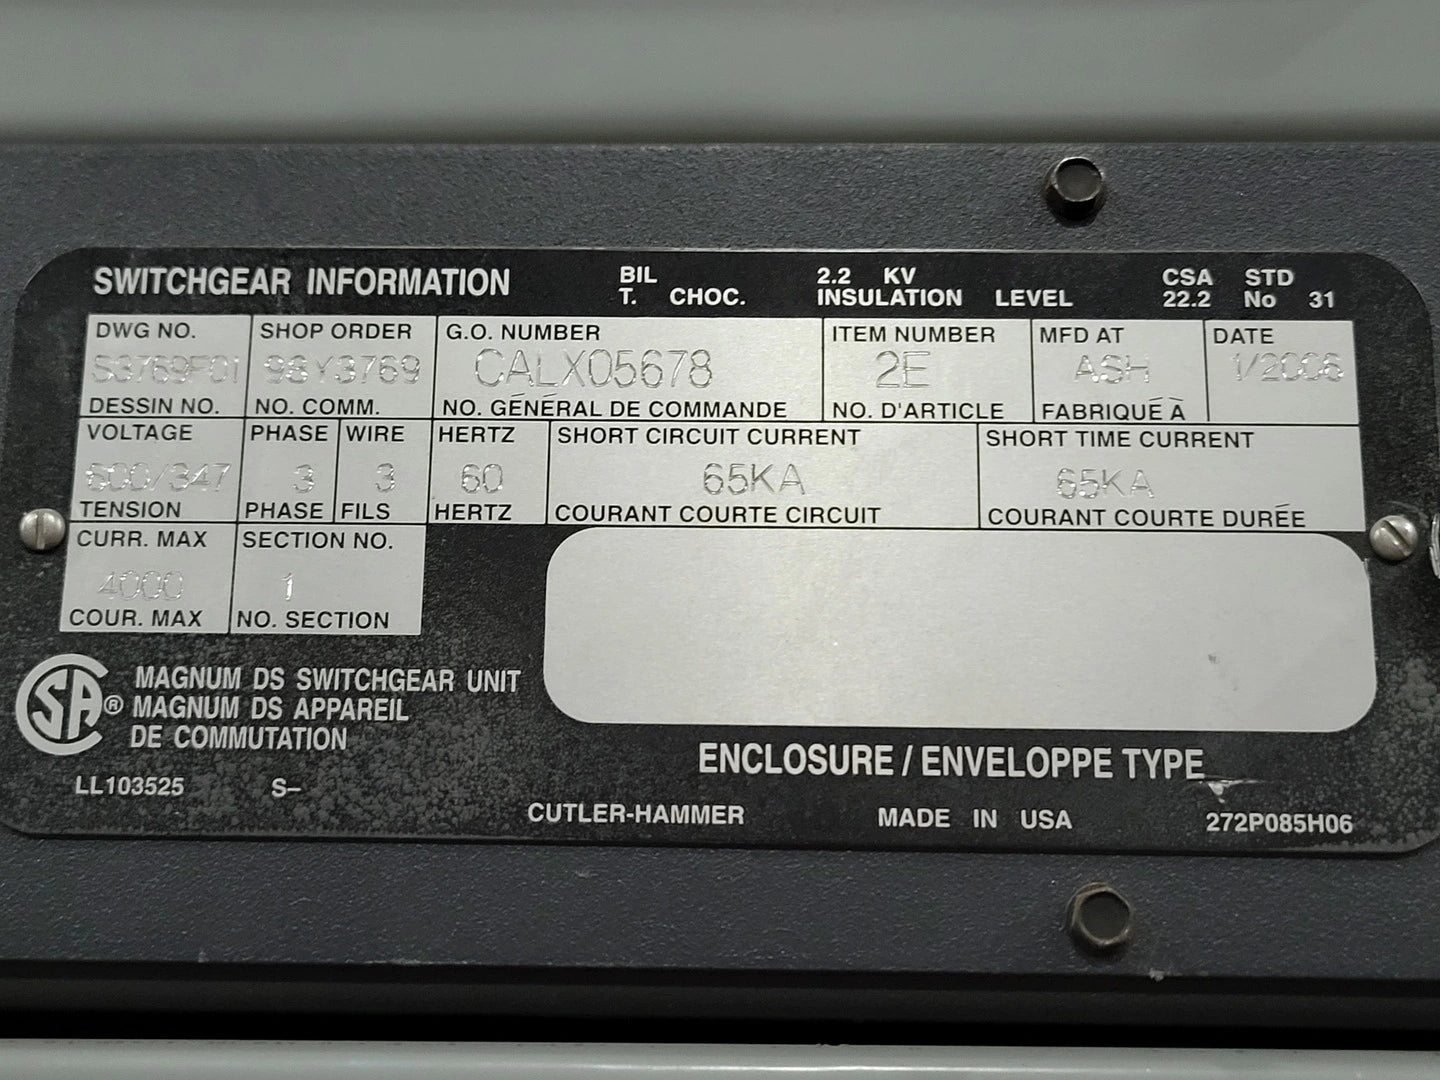 SWITCHGEAR INFORMATION
BIL 2.2 KV
T. CHOC. INSULATION LEVEL
CSA STD
22.2 No 31
DWG NO. SHOP ORDER G.O. NUMBER ITEM NUMBER MFD AT DATE
S3769F01 98Y3769 CALX05678 2E ASH 1/2006
DESSIN NO. NO. COMM. NO. GÉNÉRAL DE COMMANDE NO. D'ARTICLE FABRIQUÉ À
VOLTAGE PHASE WIRE HERTZ SHORT CIRCUIT CURRENT SHORT TIME CURRENT
600/347 3 3 60 65KA 65KA
TENSION PHASE FILS HERTZ COURANT COURTE CIRCUIT COURANT COURTE DURÉE
CURR. MAX SECTION NO.
4000 1
COUR. MAX NO. SECTION
SA® MAGNUM DS SWITCHGEAR UNIT
MAGNUM DS APPAREIL
DE COMMUTATION
ENCLOSURE / ENVELOPPE TYPE
LL103525 S–
CUTLER-HAMMER MADE IN USA 272P085H06